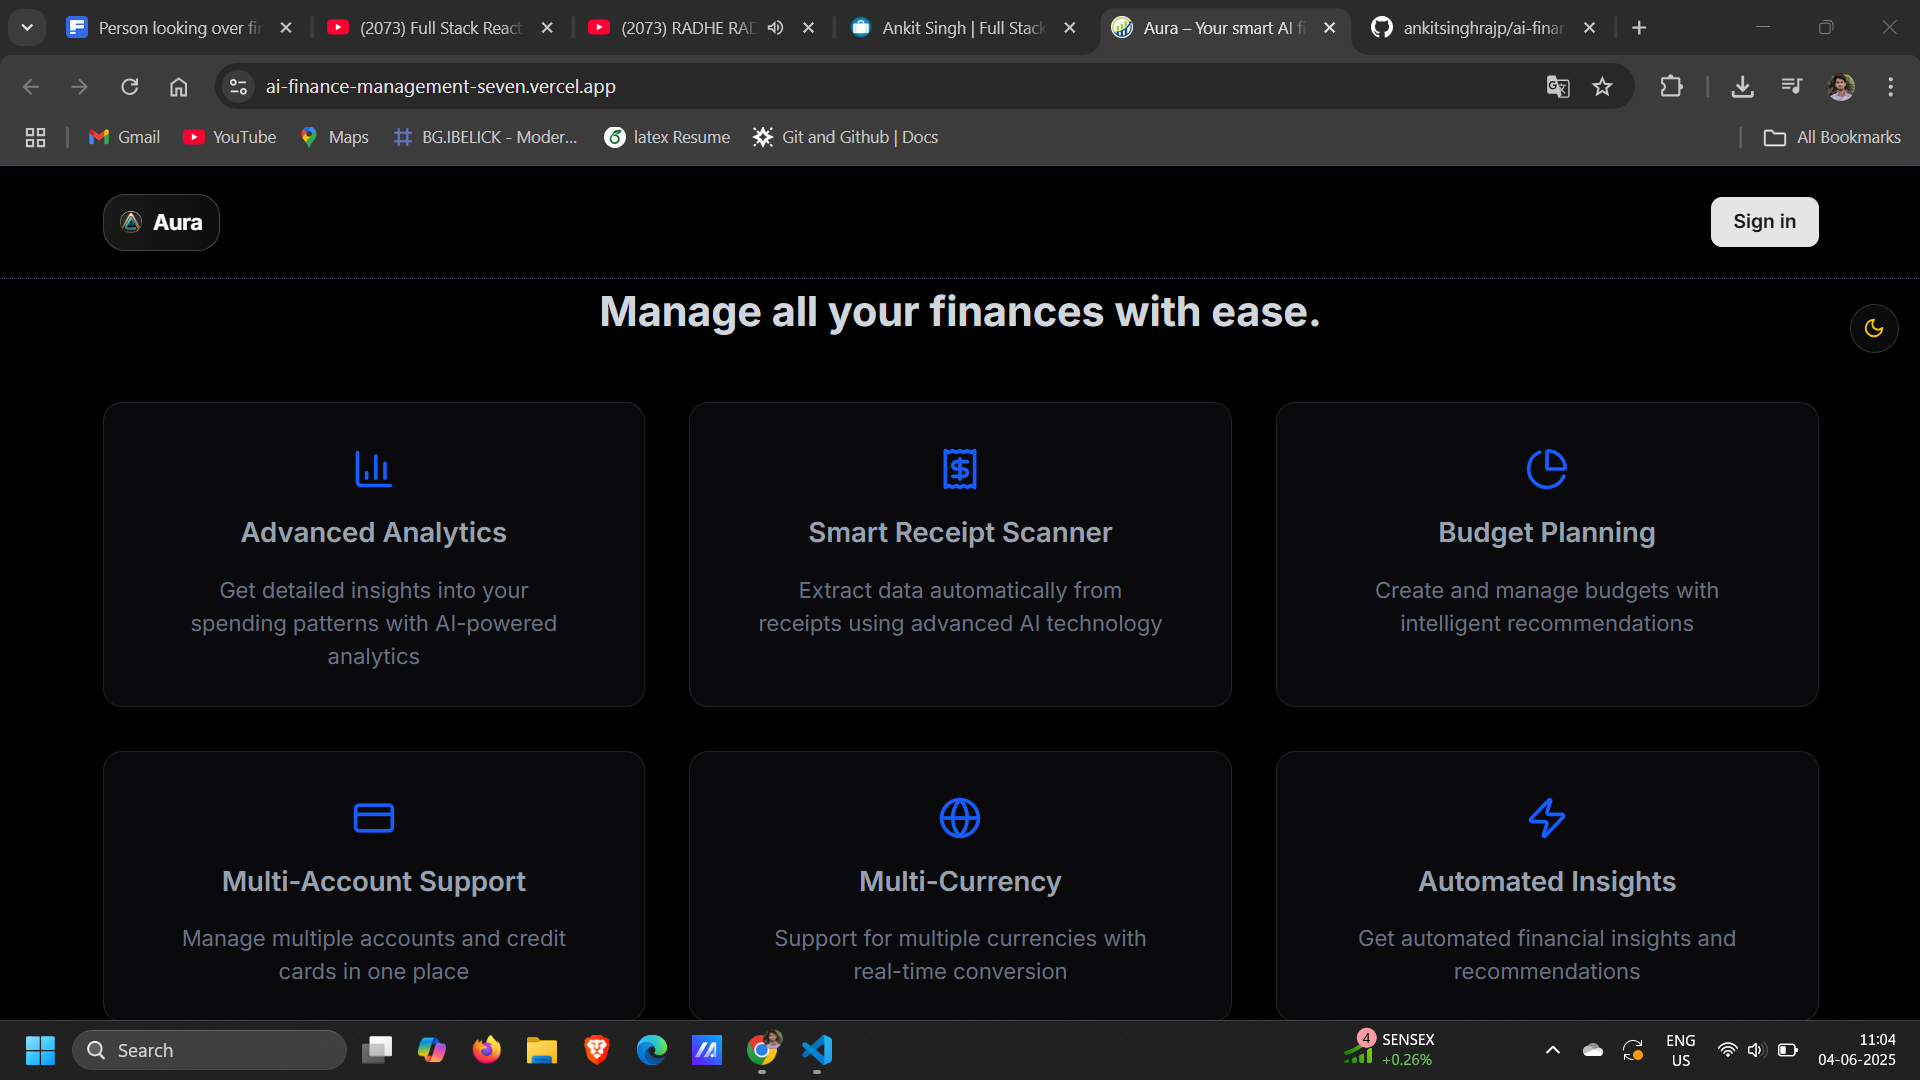 Person looking over fin
(2073) Full Stack React
(2073) RADHE RAD
Ankit Singh | Full Stack
Aura – Your smart AI fi
ankitsinghrajp/ai-finan
ai-finance-management-seven.vercel.app
Gmail
YouTube
Maps
BG.IBELICK - Moder...
latex Resume
Git and Github | Docs
All Bookmarks
Aura
Sign in
Manage all your finances with ease.
Advanced Analytics
Get detailed insights into your
spending patterns with AI-powered
analytics
Smart Receipt Scanner
Extract data automatically from
receipts using advanced AI technology
Budget Planning
Create and manage budgets with
intelligent recommendations
Multi-Account Support
Manage multiple accounts and credit
cards in one place
Multi-Currency
Support for multiple currencies with
real-time conversion
Automated Insights
Get automated financial insights and
recommendations
Search
4
SENSEX
+0.26%
ENG
US
11:04
04-06-2025